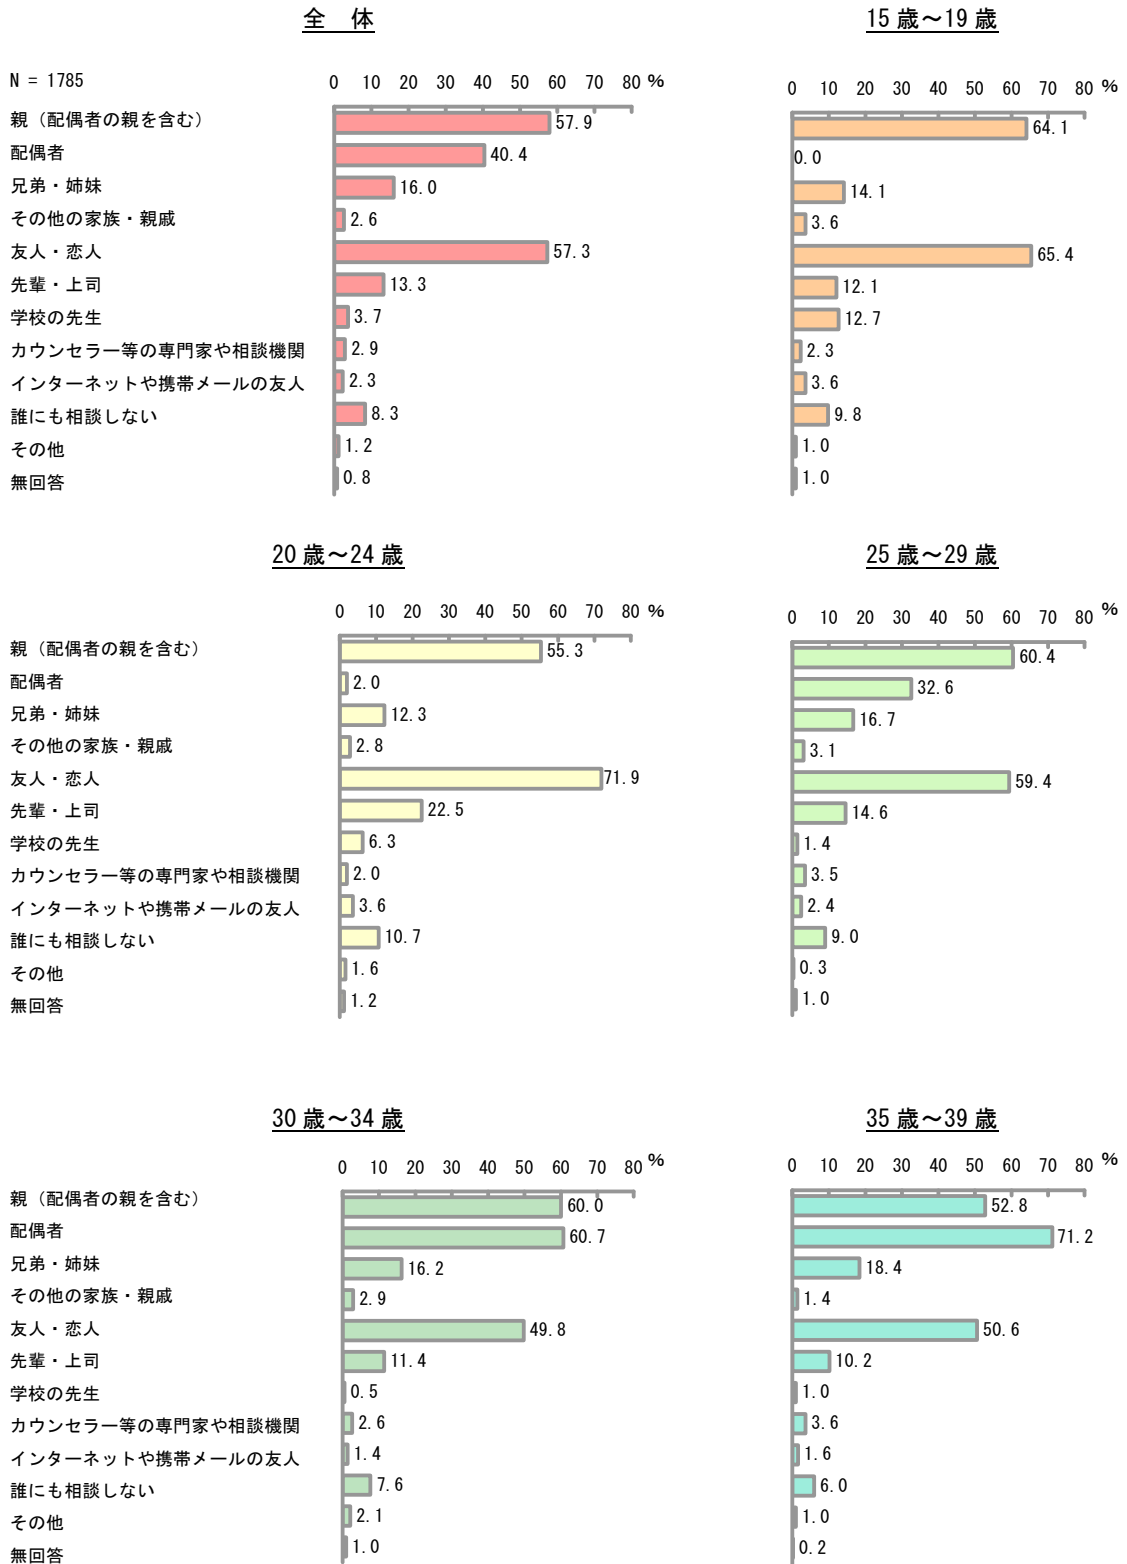 全　体
N = 1785
0 10 20 30 40 50 60 70 80 %
親（配偶者の親を含む） 57.9
配偶者 40.4
兄弟・姉妹 16.0
その他の家族・親戚 2.6
友人・恋人 57.3
先輩・上司 13.3
学校の先生 3.7
カウンセラー等の専門家や相談機関 2.9
インターネットや携帯メールの友人 2.3
誰にも相談しない 8.3
その他 1.2
無回答 0.8
15 歳～19 歳
0 10 20 30 40 50 60 70 80 %
64.1
0.0
14.1
3.6
65.4
12.1
12.7
2.3
3.6
9.8
1.0
1.0
20 歳～24 歳
0 10 20 30 40 50 60 70 80 %
親（配偶者の親を含む） 55.3
配偶者 2.0
兄弟・姉妹 12.3
その他の家族・親戚 2.8
友人・恋人 71.9
先輩・上司 22.5
学校の先生 6.3
カウンセラー等の専門家や相談機関 2.0
インターネットや携帯メールの友人 3.6
誰にも相談しない 10.7
その他 1.6
無回答 1.2
25 歳～29 歳
0 10 20 30 40 50 60 70 80 %
60.4
32.6
16.7
3.1
59.4
14.6
1.4
3.5
2.4
9.0
0.3
1.0
30 歳～34 歳
0 10 20 30 40 50 60 70 80 %
親（配偶者の親を含む） 60.0
配偶者 60.7
兄弟・姉妹 16.2
その他の家族・親戚 2.9
友人・恋人 49.8
先輩・上司 11.4
学校の先生 0.5
カウンセラー等の専門家や相談機関 2.6
インターネットや携帯メールの友人 1.4
誰にも相談しない 7.6
その他 2.1
無回答 1.0
35 歳～39 歳
0 10 20 30 40 50 60 70 80 %
52.8
71.2
18.4
1.4
50.6
10.2
1.0
3.6
1.6
6.0
1.0
0.2